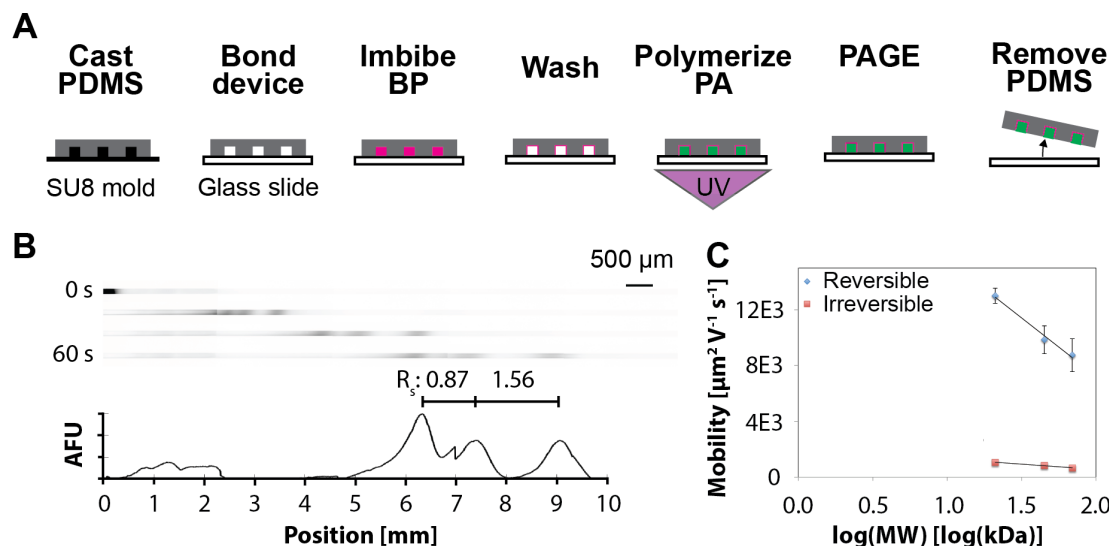 A
Cast
PDMS
Bond
device
Imbibe
BP
Wash
Polymerize
PA
PAGE
Remove
PDMS
SU8 mold
Glass slide
UV
B
500 µm
0 s
60 s
Rs: 0.87 1.56
AFU
0 1 2 3 4 5 6 7 8 9 10
Position [mm]
C
Reversible
Irreversible
12E3
8E3
4E3
0
Mobility [µm² V⁻¹ s⁻¹]
0.0 0.5 1.0 1.5 2.0
log(MW) [log(kDa)]